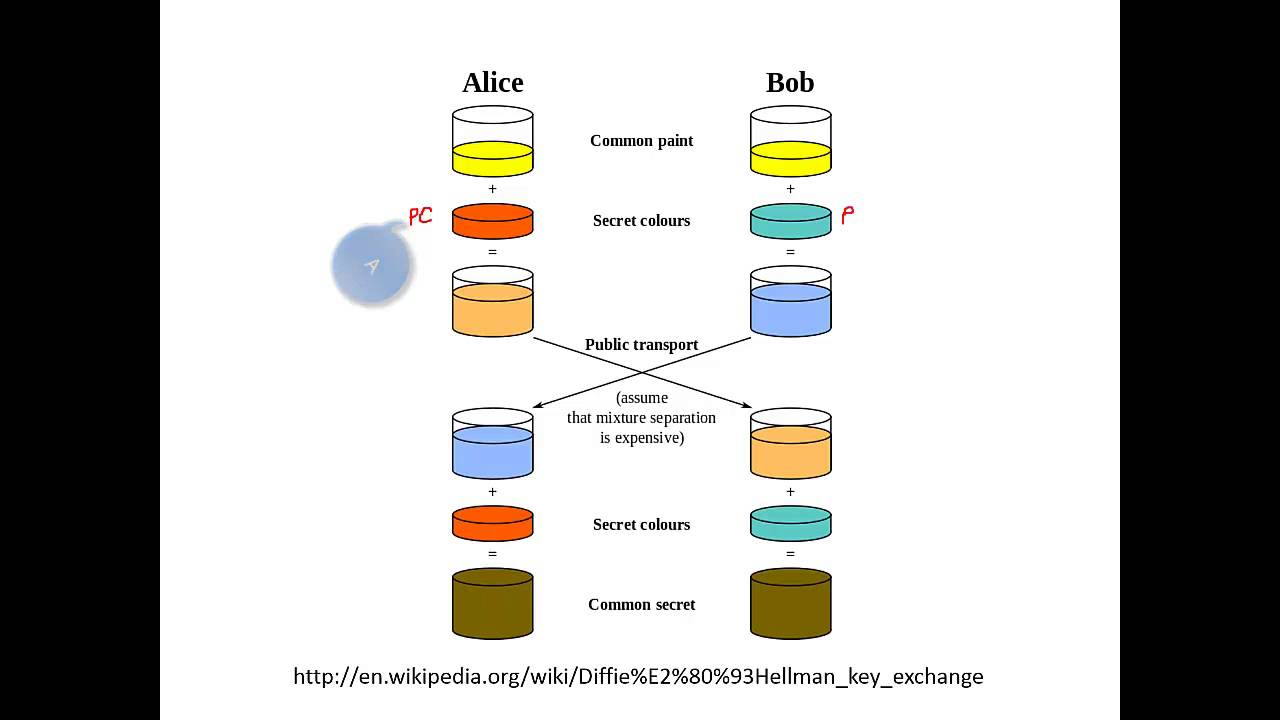 Alice Bob
Common paint
+ +
PC Secret colours P
= =
A
Public transport
(assume
that mixture separation
is expensive)
+ +
Secret colours
= =
Common secret
http://en.wikipedia.org/wiki/Diffie%E2%80%93Hellman_key_exchange